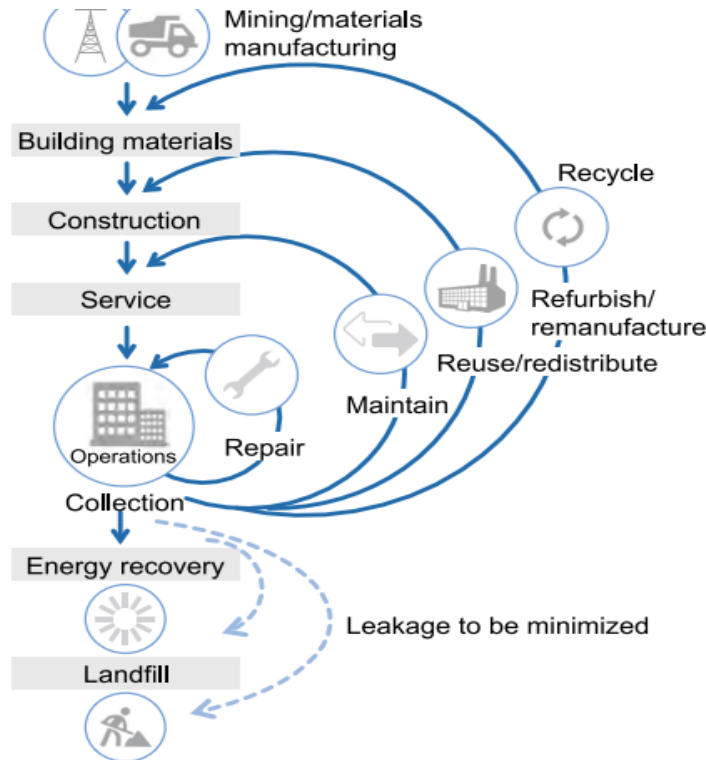 Mining/materials
manufacturing
Building materials
Recycle
Construction
Service
Refurbish/
remanufacture
Reuse/redistribute
Maintain
Repair
Operations
Collection
Energy recovery
Leakage to be minimized
Landfill